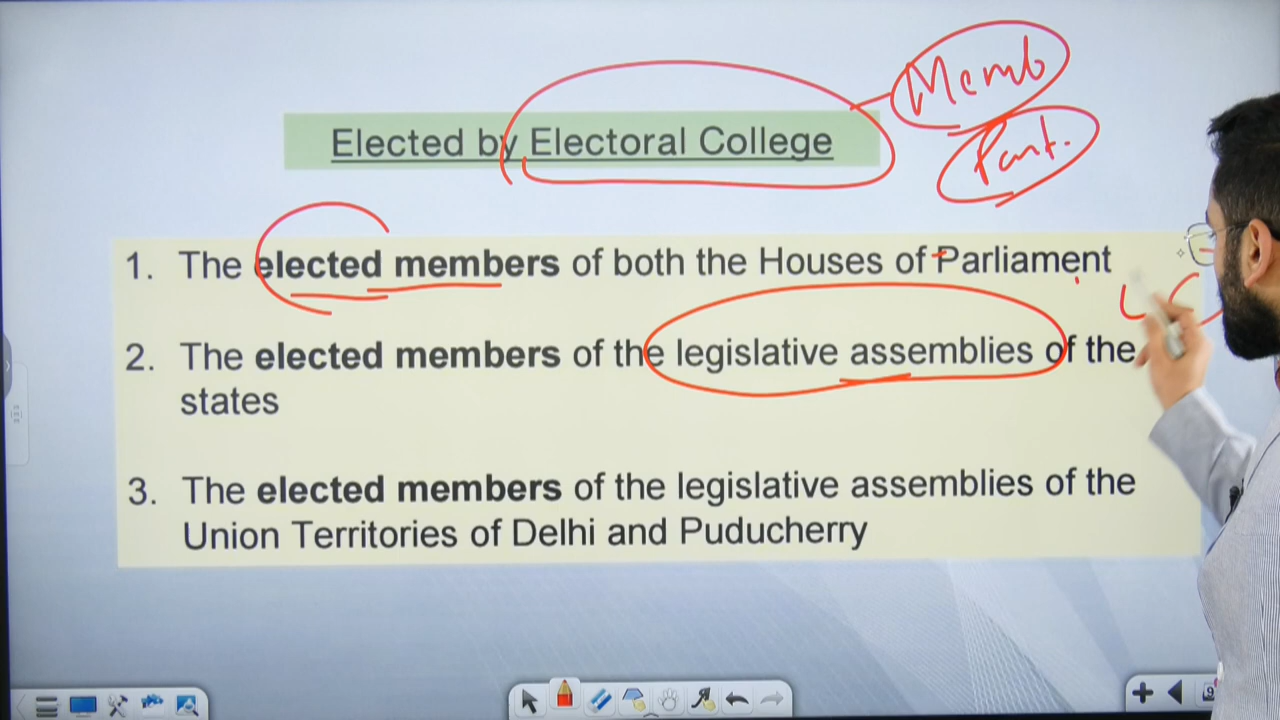 Memb
Elected by Electoral College
Part.
1. The elected members of both the Houses of Parliament
2. The elected members of the legislative assemblies of the
states
3. The elected members of the legislative assemblies of the
Union Territories of Delhi and Puducherry